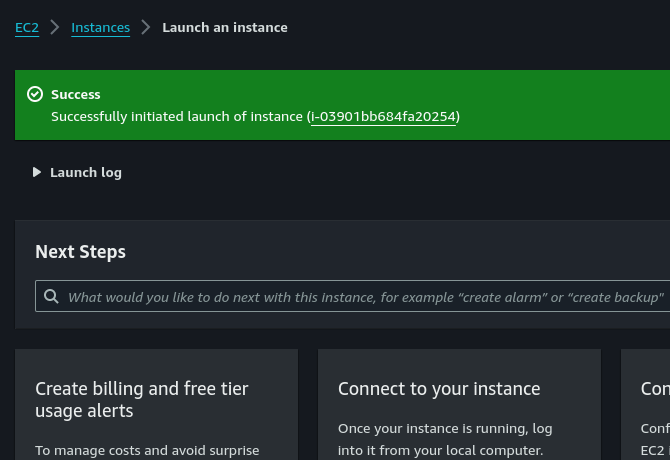 EC2 Instances Launch an instance
Success
Successfully initiated launch of instance (i-03901bb684fa20254)
Launch log
Next Steps
What would you like to do next with this instance, for example “create alarm” or “create backup”
Create billing and free tier
usage alerts
To manage costs and avoid surprise
Connect to your instance
Once your instance is running, log
into it from your local computer.
Con
Conf
EC2